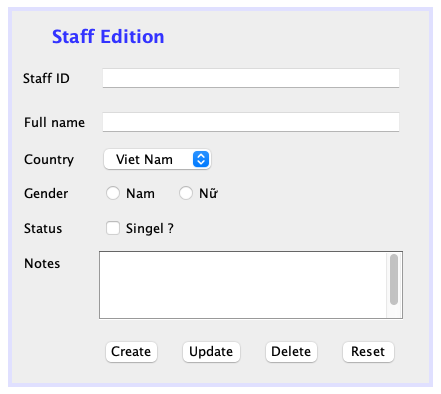 Staff Edition
Staff ID
Full name
Country Viet Nam
Gender Nam Nữ
Status Singel ?
Notes
Create Update Delete Reset